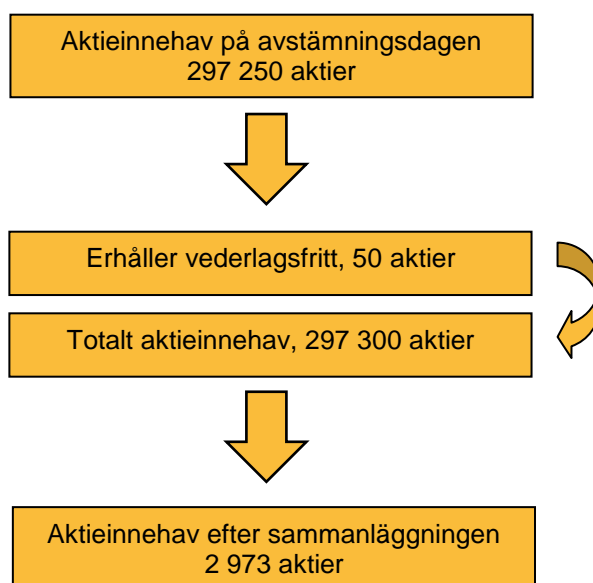 Aktieinnehav på avstämningsdagen
297 250 aktier
Erhåller vederlagsfritt, 50 aktier
Totalt aktieinnehav, 297 300 aktier
Aktieinnehav efter sammanläggningen
2 973 aktier